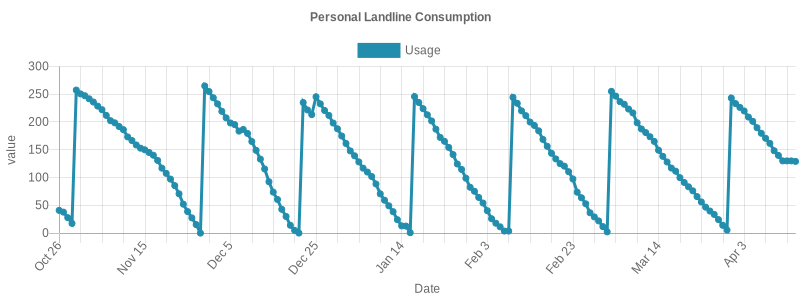 Personal Landline Consumption
Usage
value
300
250
200
150
100
50
0
Oct 26
Nov 15
Dec 5
Dec 25
Jan 14
Feb 3
Feb 23
Mar 14
Apr 3
Date